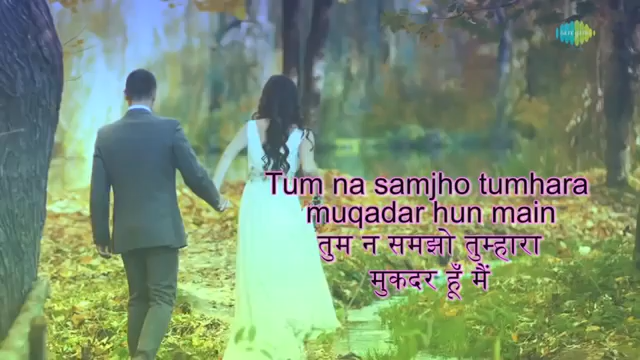 Tum na samjho tumhara
muqadar hun main
तुम न समझो तुम्हारा
मुकदर हूँ मैं